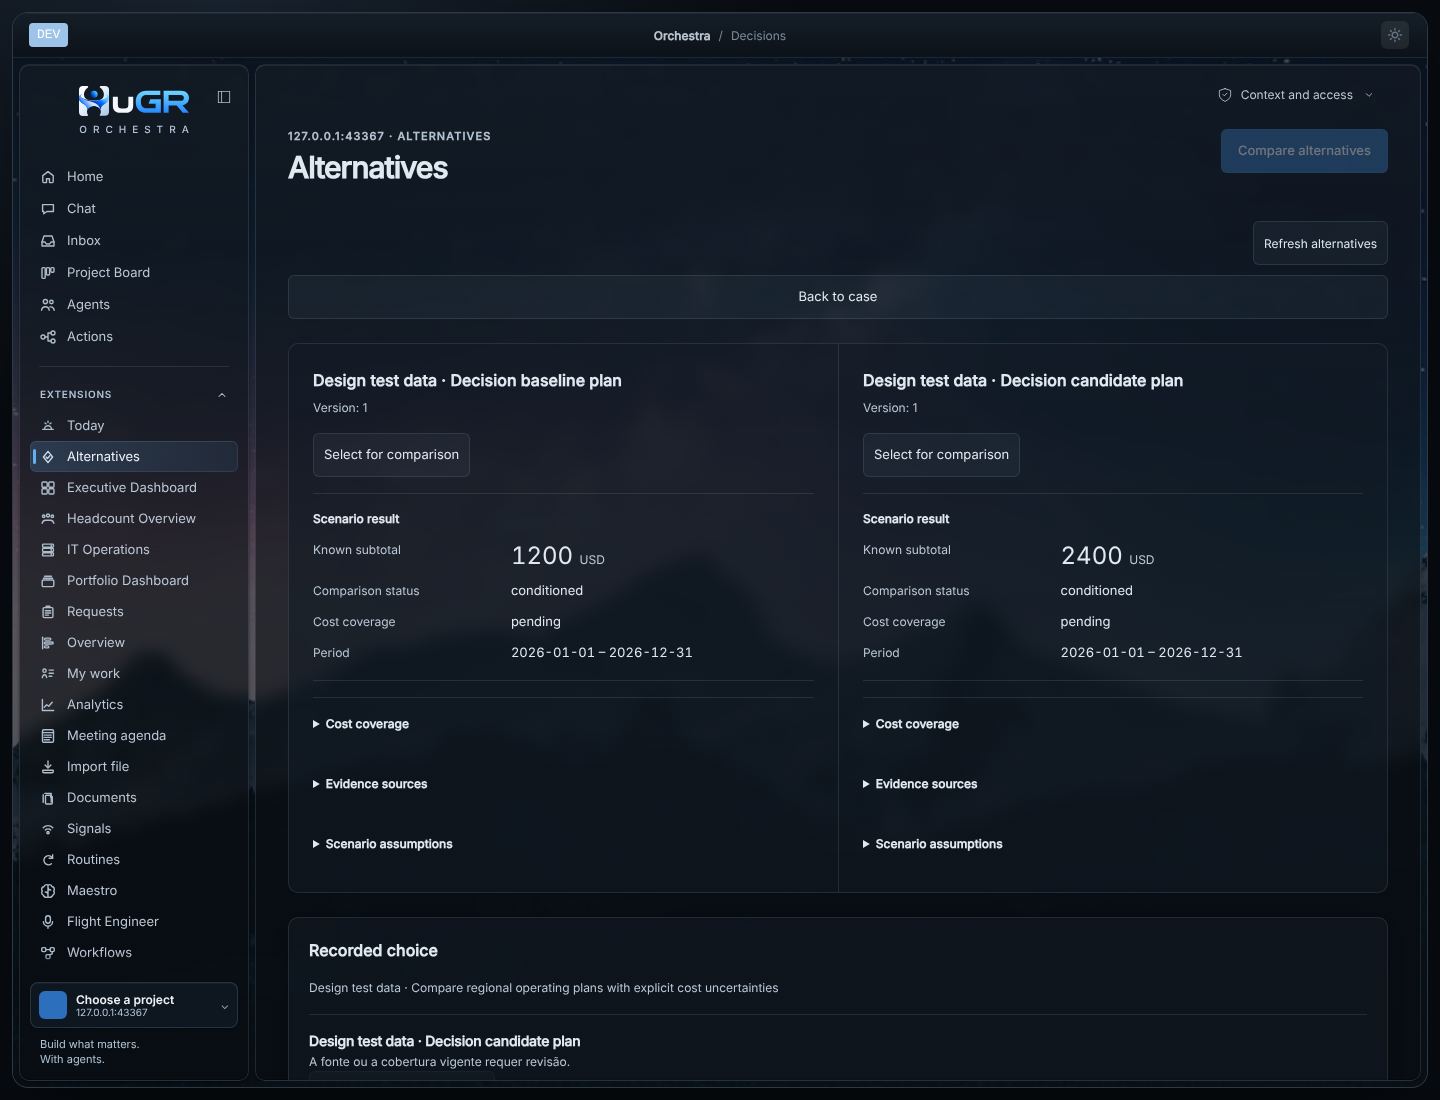 DEV
Orchestra / Decisions
HuGR
ORCHESTRA
Home
Chat
Inbox
Project Board
Agents
Actions
EXTENSIONS
Today
Alternatives
Executive Dashboard
Headcount Overview
IT Operations
Portfolio Dashboard
Requests
Overview
My work
Analytics
Meeting agenda
Import file
Documents
Signals
Routines
Maestro
Flight Engineer
Workflows
Choose a project
127.0.0.1:43367
Build what matters.
With agents.
Context and access
127.0.0.1:43367 · ALTERNATIVES
Alternatives
Compare alternatives
Refresh alternatives
Back to case
Design test data · Decision baseline plan
Version: 1
Select for comparison
Scenario result
Known subtotal 1200 USD
Comparison status conditioned
Cost coverage pending
Period 2026-01-01 – 2026-12-31
Cost coverage
Evidence sources
Scenario assumptions
Design test data · Decision candidate plan
Version: 1
Select for comparison
Scenario result
Known subtotal 2400 USD
Comparison status conditioned
Cost coverage pending
Period 2026-01-01 – 2026-12-31
Cost coverage
Evidence sources
Scenario assumptions
Recorded choice
Design test data · Compare regional operating plans with explicit cost uncertainties
Design test data · Decision candidate plan
A fonte ou a cobertura vigente requer revisão.